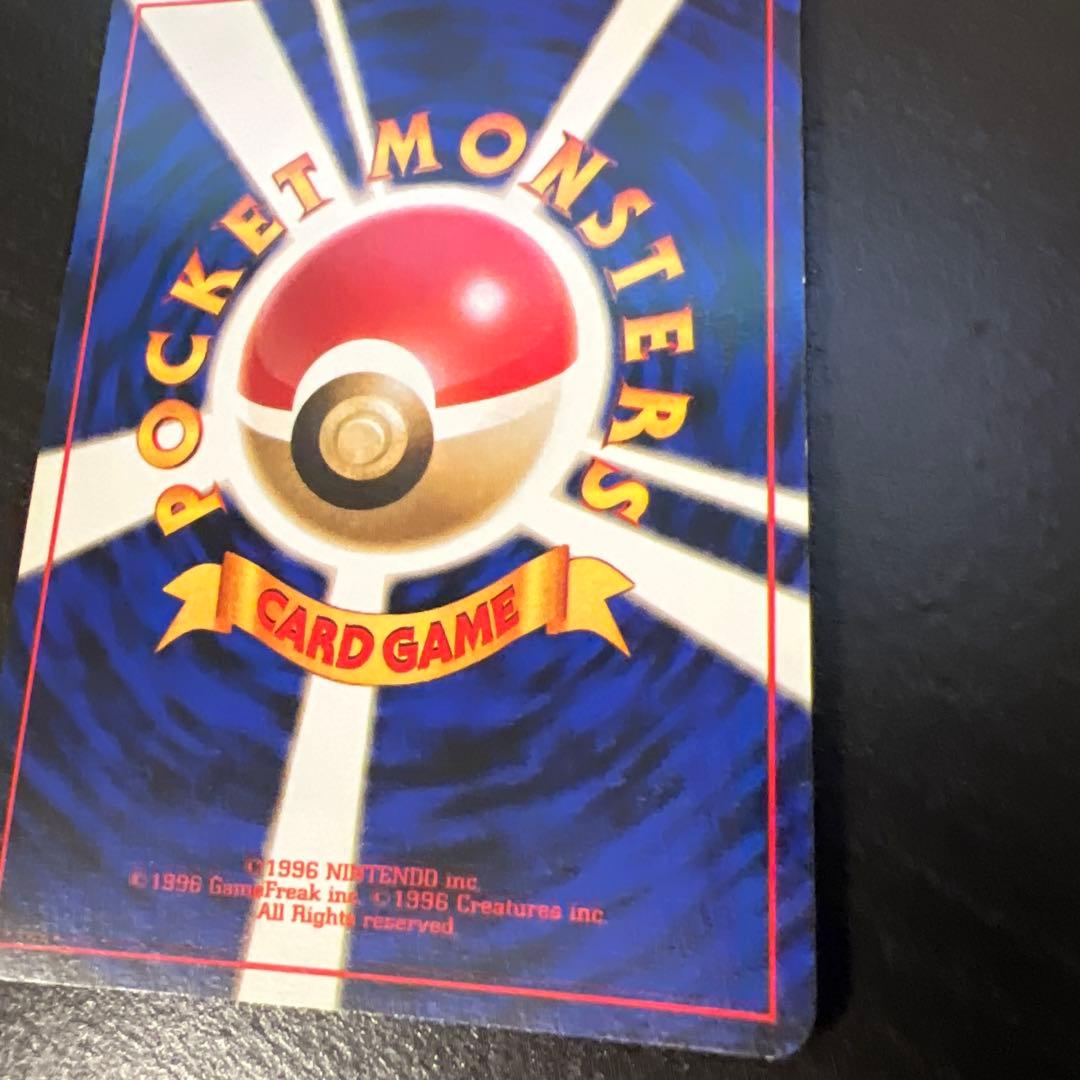 POCKET MONSTERS
CARD GAME
©1996 NINTENDO inc.
©1996 GameFreak inc. ©1996 Creatures inc.
All Rights reserved.